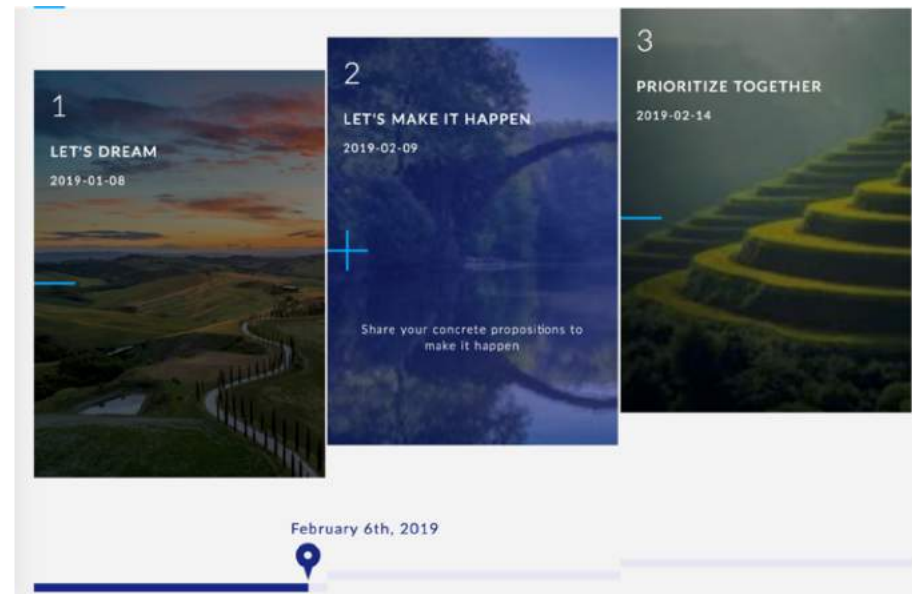 1
LET'S DREAM
2019-01-08
2
LET'S MAKE IT HAPPEN
2019-02-09
Share your concrete propositions to
make it happen
3
PRIORITIZE TOGETHER
2019-02-14
February 6th, 2019